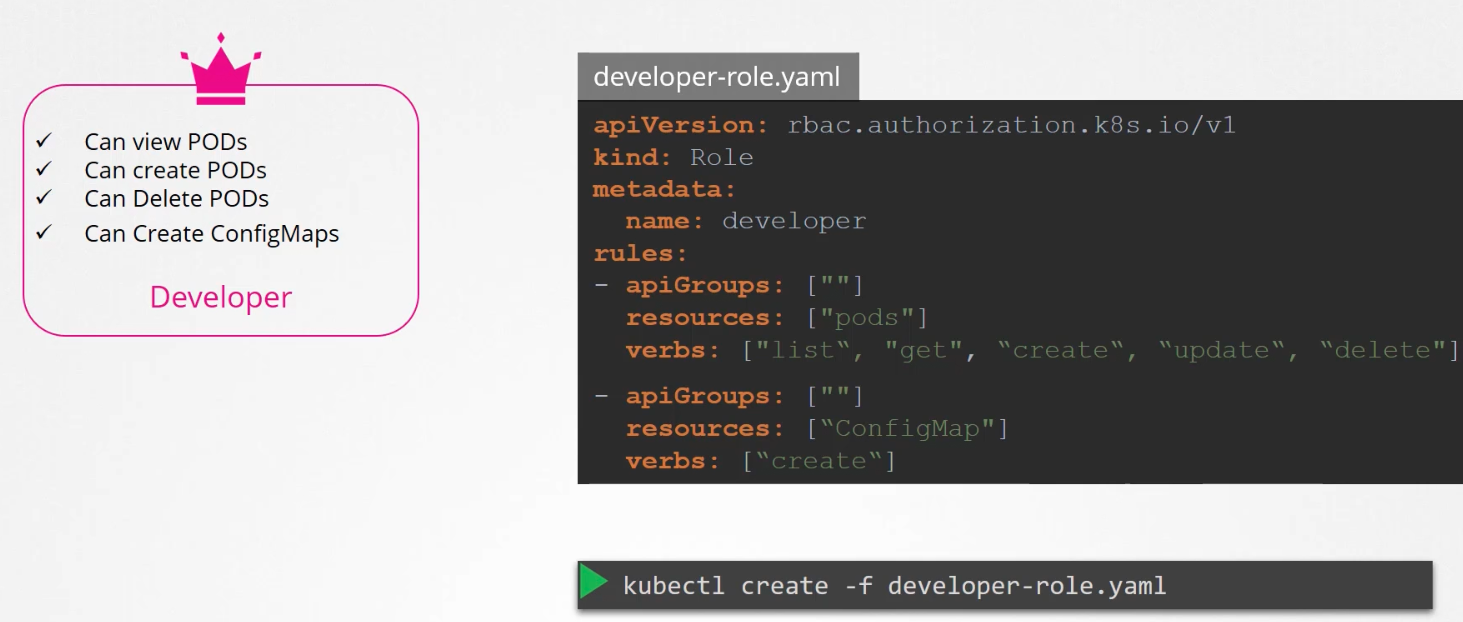 Can view PODs
Can create PODs
Can Delete PODs
Can Create ConfigMaps
Developer
developer-role.yaml
apiVersion: rbac.authorization.k8s.io/v1
kind: Role
metadata:
  name: developer
rules:
- apiGroups: [""]
  resources: ["pods"]
  verbs: ["list‟, "get", “create‟, “update‟, “delete"]
- apiGroups: [""]
  resources: [“ConfigMap"]
  verbs: [“create‟]
kubectl create -f developer-role.yaml